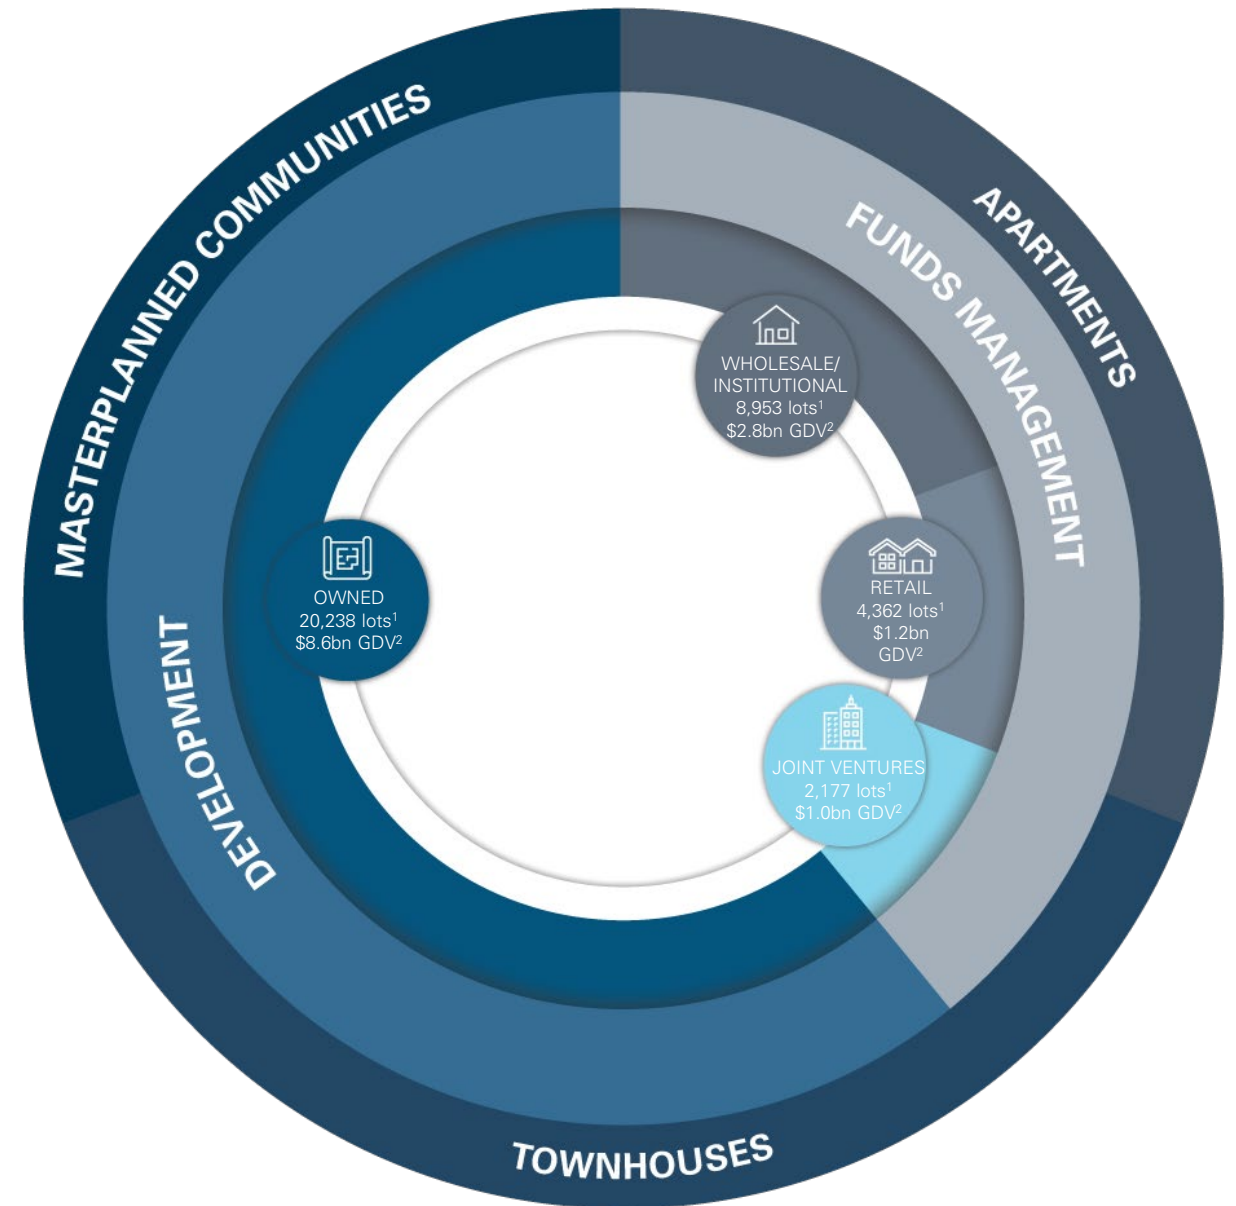 MASTERPLANNED COMMUNITIES
APARTMENTS
FUNDS MANAGEMENT
WHOLESALE/
INSTITUTIONAL
8,953 lots¹
$2.8bn GDV²
OWNED
20,238 lots¹
$8.6bn GDV²
RETAIL
4,362 lots¹
$1.2bn
GDV²
DEVELOPMENT
JOINT VENTURES
2,177 lots¹
$1.0bn GDV²
TOWNHOUSES